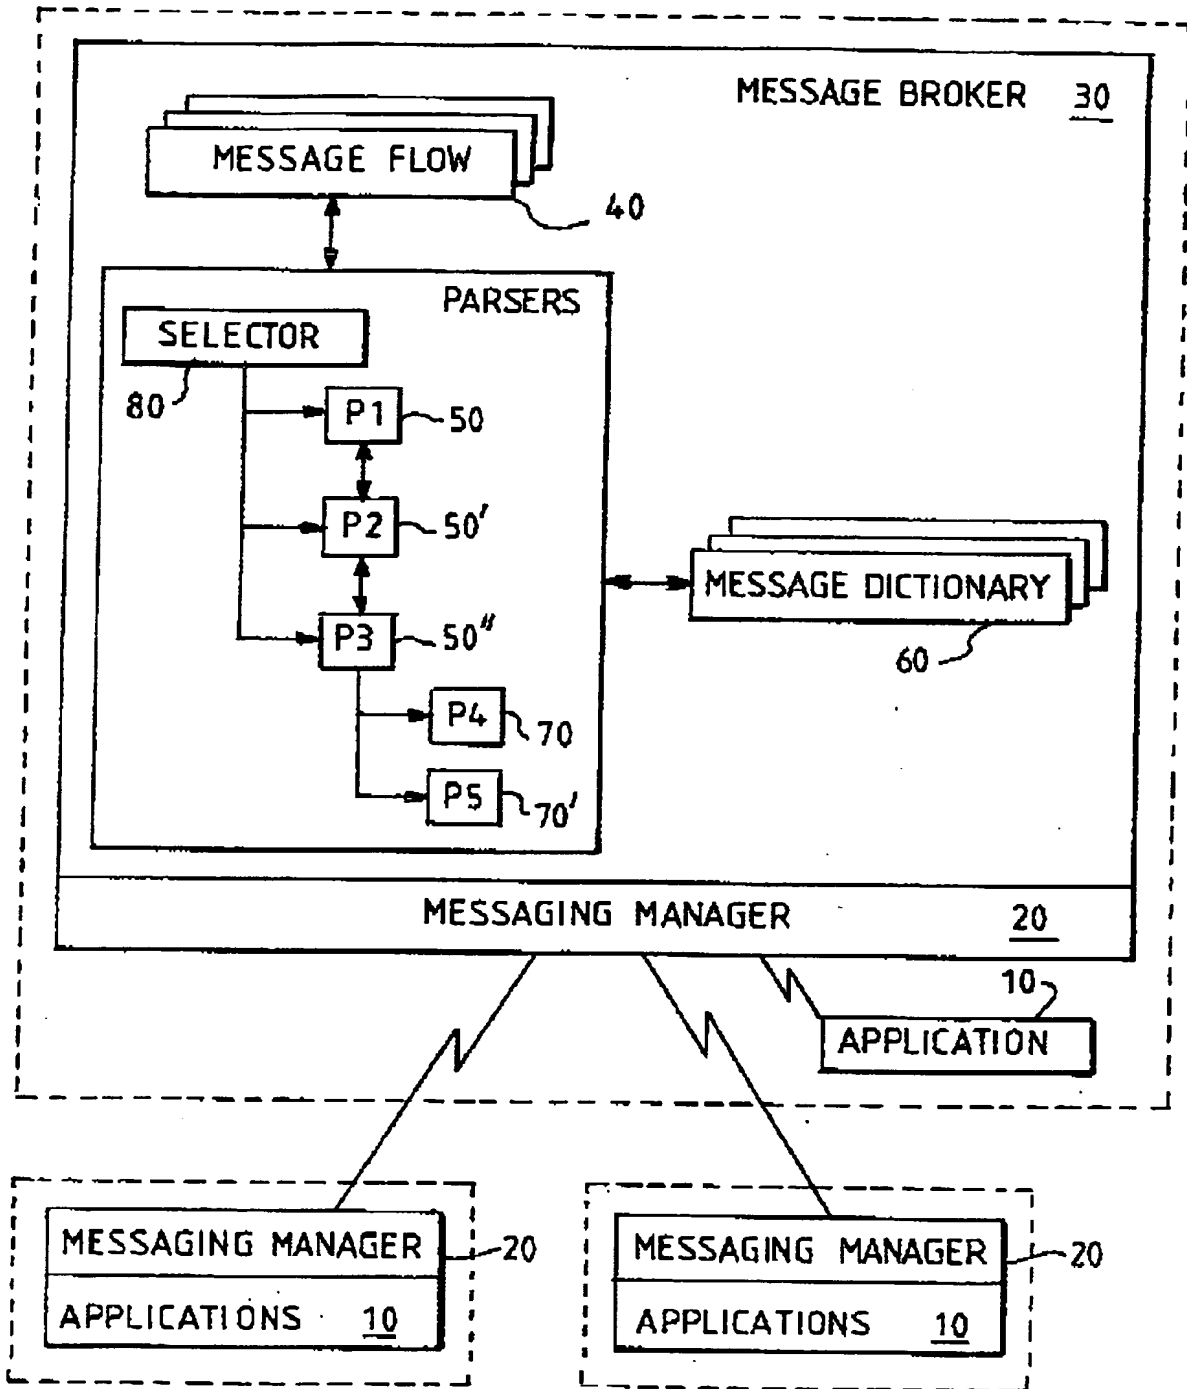 MESSAGE BROKER 30
MESSAGE FLOW
40
PARSERS
SELECTOR
80
P1 50
P2 50'
P3 50"
P4 70
P5 70'
MESSAGE DICTIONARY
60
MESSAGING MANAGER 20
10
APPLICATION
MESSAGING MANAGER 20
APPLICATIONS 10
MESSAGING MANAGER 20
APPLICATIONS 10